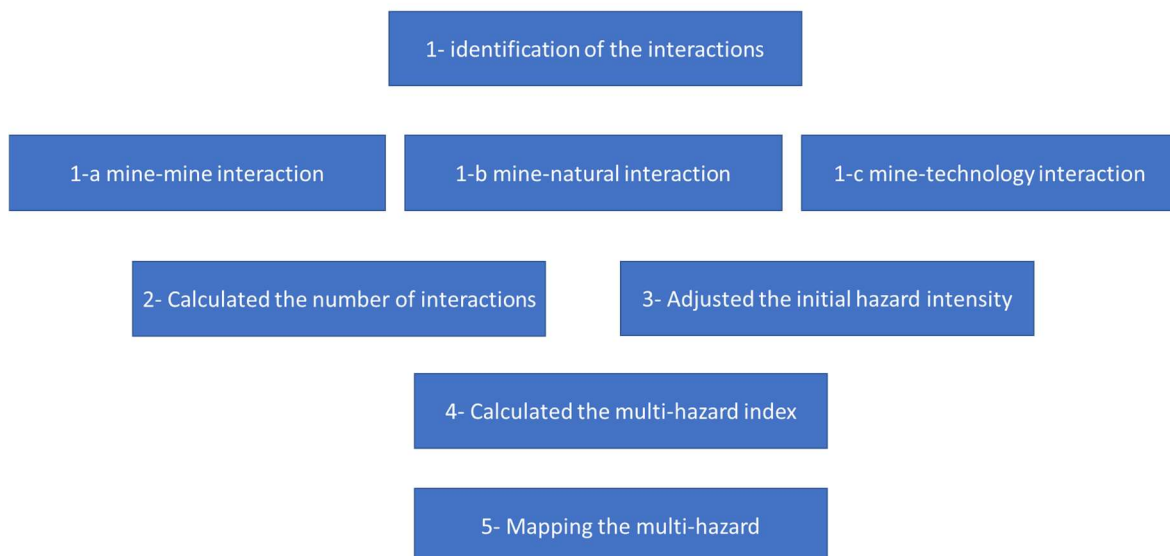 1- identification of the interactions
1-a mine-mine interaction
1-b mine-natural interaction
1-c mine-technology interaction
2- Calculated the number of interactions
3- Adjusted the initial hazard intensity
4- Calculated the multi-hazard index
5- Mapping the multi-hazard